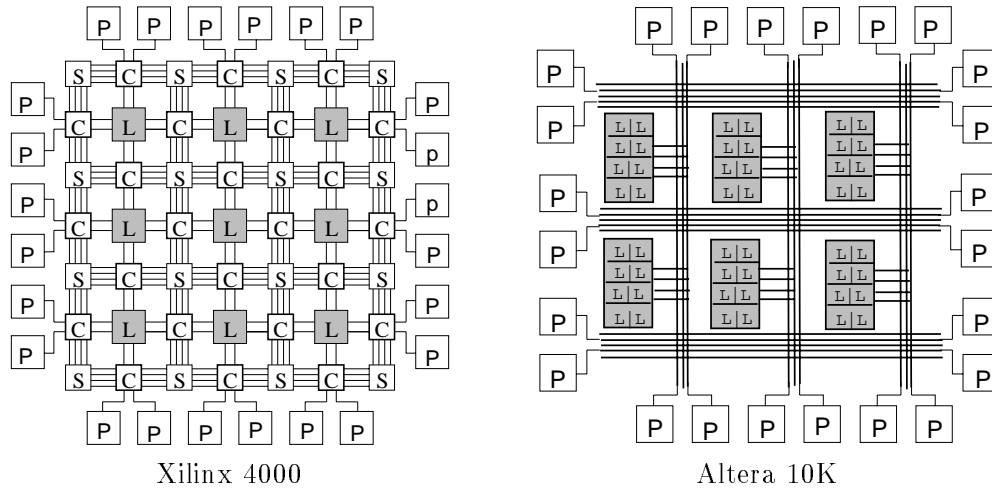 P P P P P P
S C S C S C S
P P
C L C L C L C
P p
S C S C S C S
P p
C L C L C L C
P P
S C S C S C S
P P
C L C L C L C
P P
S C S C S C S
P P P P P P
Xilinx 4000
P P P P P P
P P
P P
L L L L L L
L L L L L L
L L L L L L
L L L L L L
P P
P P
L L L L L L
L L L L L L
L L L L L L
L L L L L L
P P
P P
P P P P P P
Altera 10K